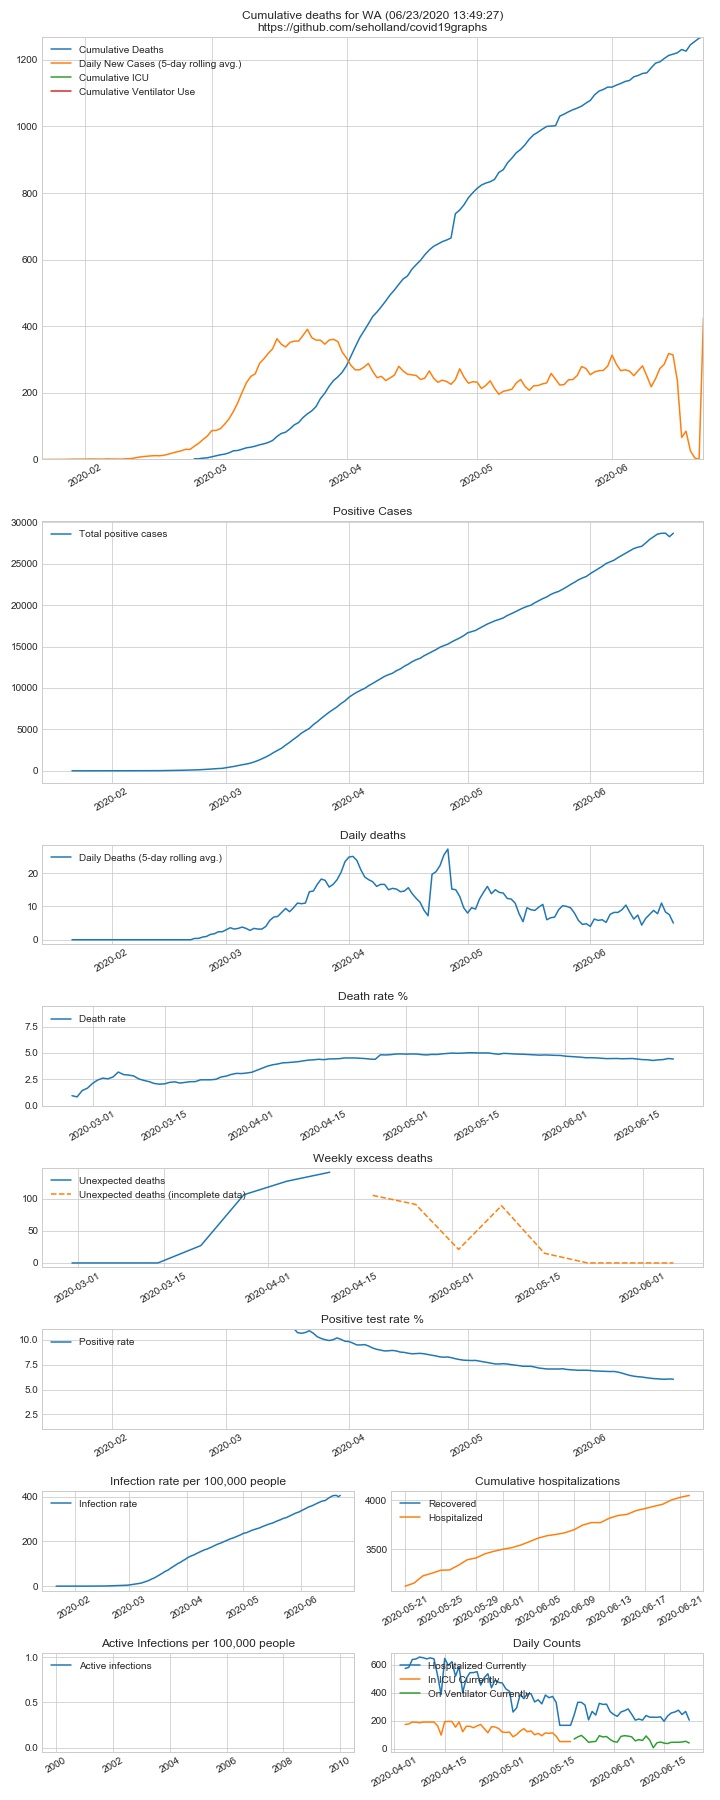 Cumulative deaths for WA (06/23/2020 13:49:27)
https://github.com/seholland/covid19graphs
Cumulative Deaths
Daily New Cases (5-day rolling avg.)
Cumulative ICU
Cumulative Ventilator Use
1200
1000
800
600
400
200
0
2020-02 2020-03 2020-04 2020-05 2020-06
Positive Cases
Total positive cases
30000
25000
20000
15000
10000
5000
0
2020-02 2020-03 2020-04 2020-05 2020-06
Daily deaths
Daily Deaths (5-day rolling avg.)
20
10
0
2020-02 2020-03 2020-04 2020-05 2020-06
Death rate %
Death rate
7.5
5.0
2.5
0.0
2020-03-01 2020-03-15 2020-04-01 2020-04-15 2020-05-01 2020-05-15 2020-06-01 2020-06-15
Weekly excess deaths
Unexpected deaths
Unexpected deaths (incomplete data)
100
50
0
2020-03-01 2020-03-15 2020-04-01 2020-04-15 2020-05-01 2020-05-15 2020-06-01
Positive test rate %
Positive rate
10.0
7.5
5.0
2.5
2020-02 2020-03 2020-04 2020-05 2020-06
Infection rate per 100,000 people
Infection rate
400
200
0
2020-02 2020-03 2020-04 2020-05 2020-06
Cumulative hospitalizations
Recovered
Hospitalized
4000
3500
2020-05-21 2020-05-25 2020-05-29 2020-06-01 2020-06-05 2020-06-09 2020-06-13 2020-06-17 2020-06-21
Active Infections per 100,000 people
Active infections
1.0
0.5
0.0
2000 2002 2004 2006 2008 2010
Daily Counts
Hospitalized Currently
In ICU Currently
On Ventilator Currently
600
400
200
0
2020-04-01 2020-04-15 2020-05-01 2020-05-15 2020-06-01 2020-06-15